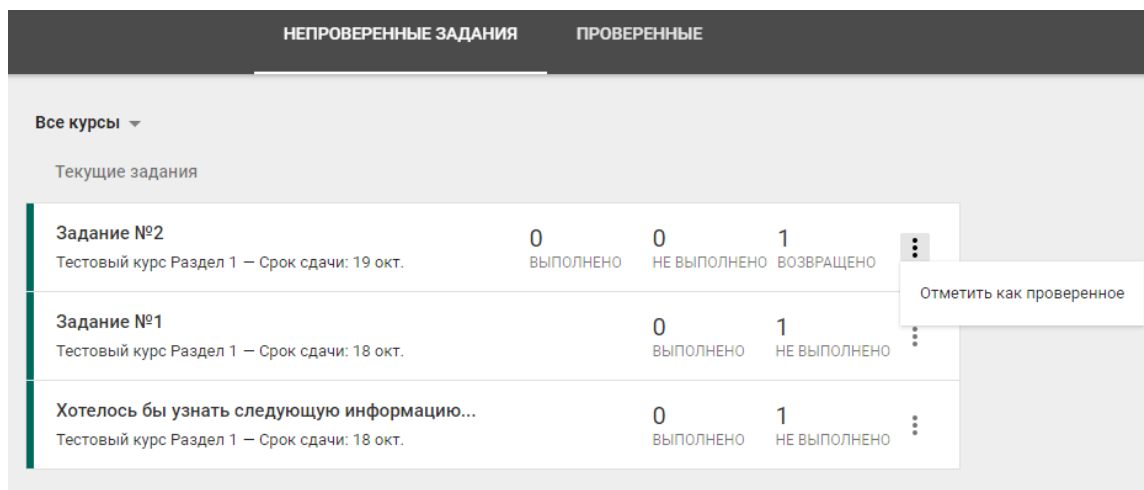 НЕПРОВЕРЕННЫЕ ЗАДАНИЯ ПРОВЕРЕННЫЕ
Все курсы
Текущие задания
Задание №2
Тестовый курс Раздел 1 — Срок сдачи: 19 окт.
0 0 1
ВЫПОЛНЕНО НЕ ВЫПОЛНЕНО ВОЗВРАЩЕНО
Отметить как проверенное
Задание №1
Тестовый курс Раздел 1 — Срок сдачи: 18 окт.
0 1
ВЫПОЛНЕНО НЕ ВЫПОЛНЕНО
Хотелось бы узнать следующую информацию...
Тестовый курс Раздел 1 — Срок сдачи: 18 окт.
0 1
ВЫПОЛНЕНО НЕ ВЫПОЛНЕНО